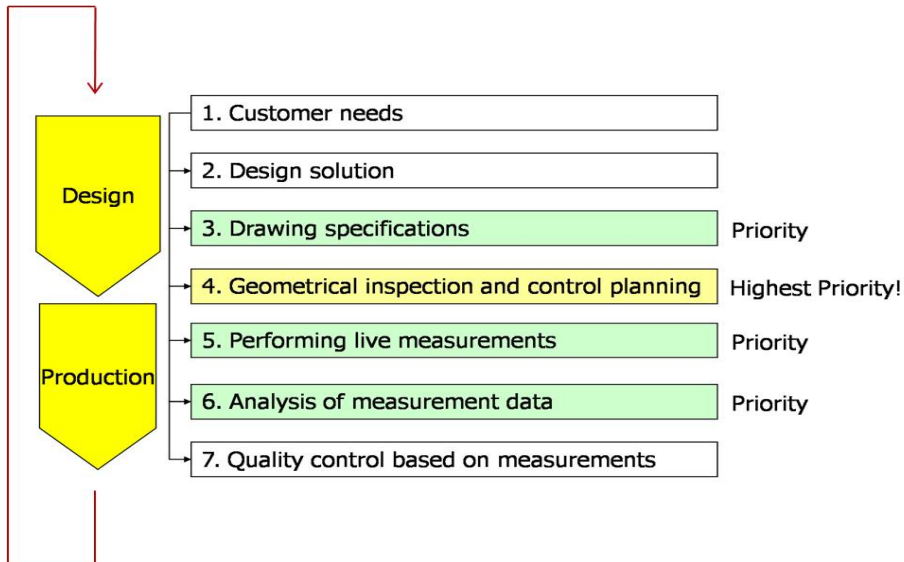 Design
1. Customer needs
2. Design solution
3. Drawing specifications
Priority
4. Geometrical inspection and control planning
Highest Priority!
Production
5. Performing live measurements
Priority
6. Analysis of measurement data
Priority
7. Quality control based on measurements